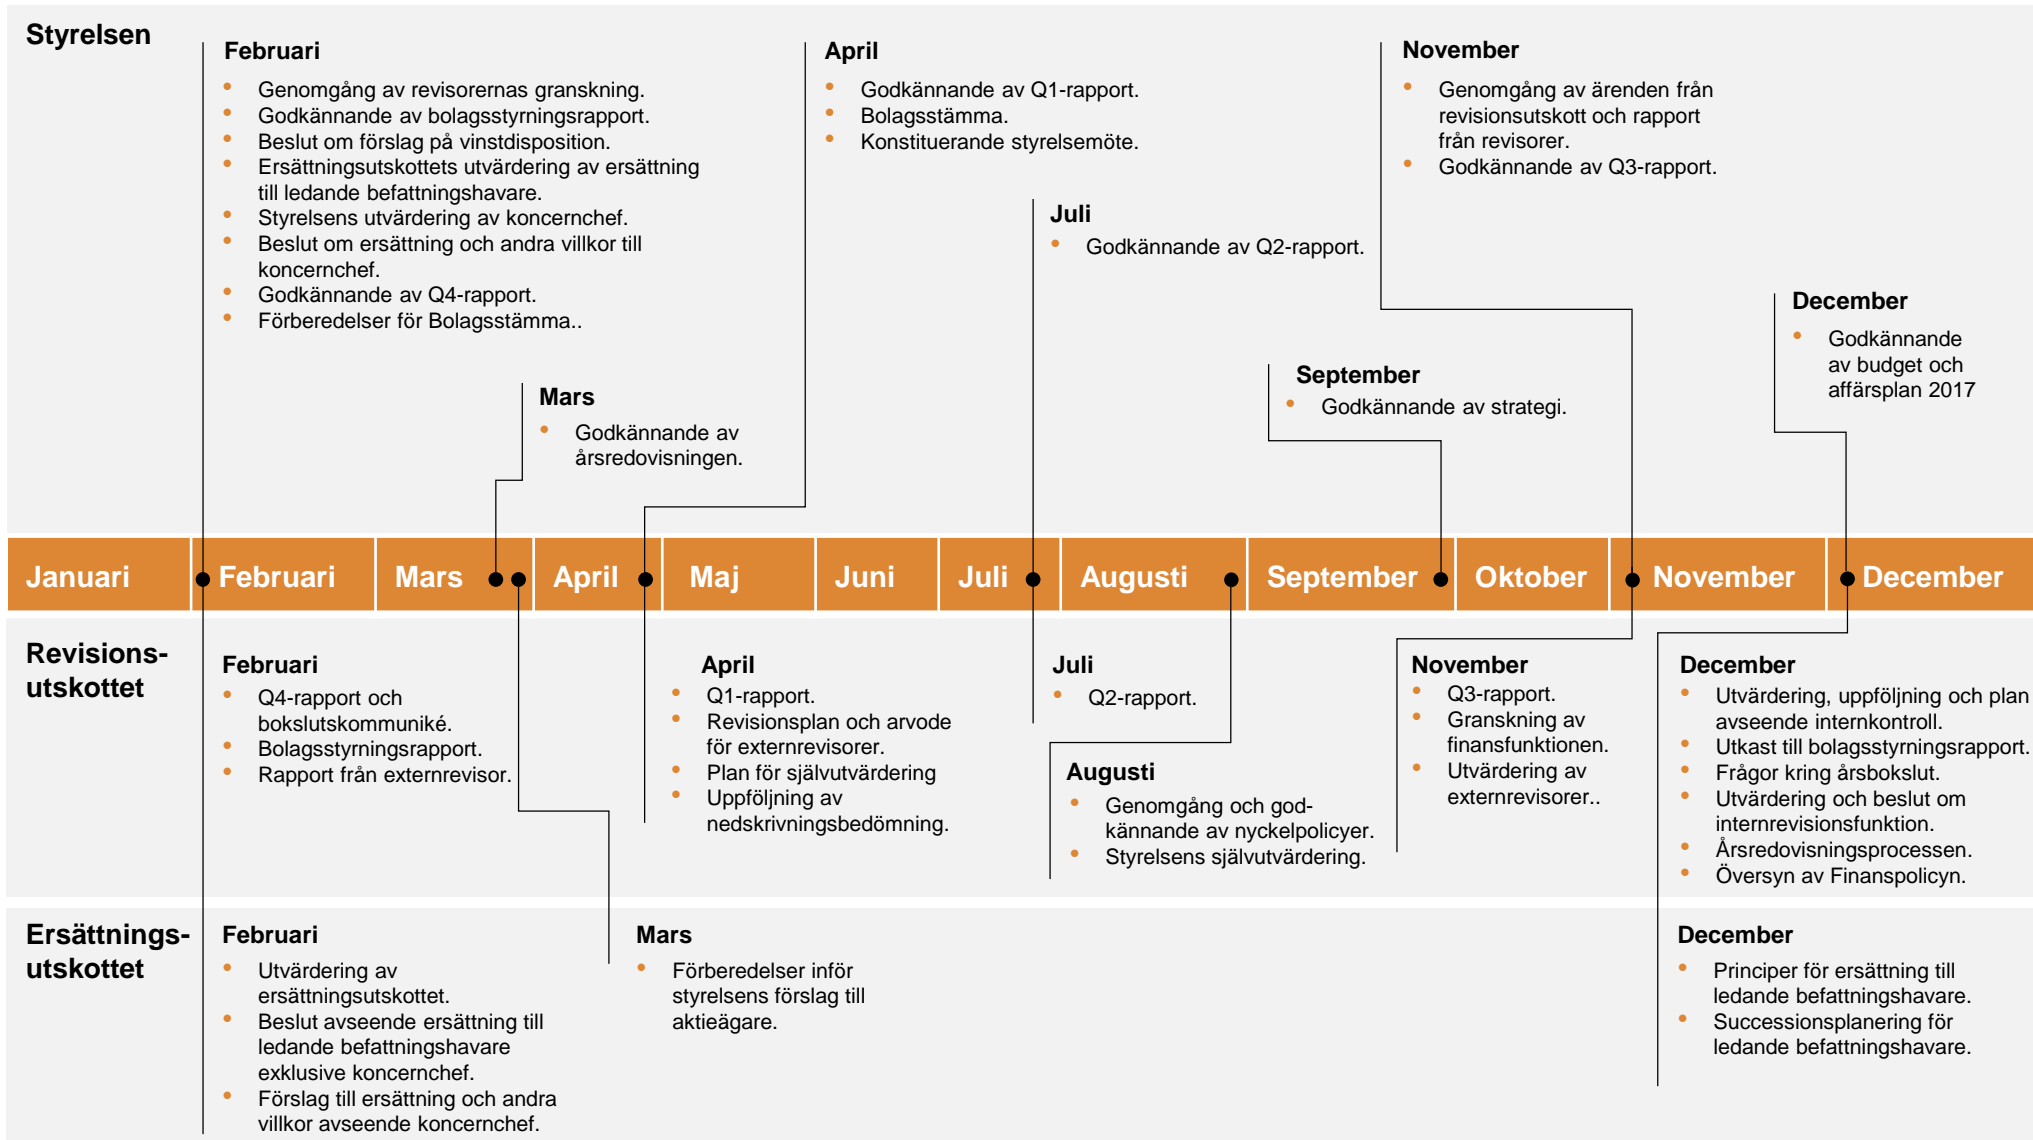 Styrelsen
Februari
Genomgång av revisorernas granskning.
Godkännande av bolagsstyrningsrapport.
Beslut om förslag på vinstdisposition.
Ersättningsutskottets utvärdering av ersättning
till ledande befattningshavare.
Styrelsens utvärdering av koncernchef.
Beslut om ersättning och andra villkor till
koncernchef.
Godkännande av Q4-rapport.
Förberedelser för Bolagsstämma..
Mars
Godkännande av
årsredovisningen.
April
Godkännande av Q1-rapport.
Bolagsstämma.
Konstituerande styrelsemöte.
Juli
Godkännande av Q2-rapport.
September
Godkännande av strategi.
November
Genomgång av ärenden från
revisionsutskott och rapport
från revisorer.
Godkännande av Q3-rapport.
December
Godkännande
av budget och
affärsplan 2017
Januari Februari Mars April Maj Juni Juli Augusti September Oktober November December
Revisions-
utskottet
Februari
Q4-rapport och
bokslutskommuniké.
Bolagsstyrningsrapport.
Rapport från externrevisor.
April
Q1-rapport.
Revisionsplan och arvode
för externrevisorer.
Plan för självutvärdering
Uppföljning av
nedskrivningsbedömning.
Juli
Q2-rapport.
Augusti
Genomgång och god-
kännande av nyckelpolicyer.
Styrelsens självutvärdering.
November
Q3-rapport.
Granskning av
finansfunktionen.
Utvärdering av
externrevisorer..
December
Utvärdering, uppföljning och plan
avseende internkontroll.
Utkast till bolagsstyrningsrapport.
Frågor kring årsbokslut.
Utvärdering och beslut om
internrevisionsfunktion.
Årsredovisningsprocessen.
Översyn av Finanspolicyn.
Ersättnings-
utskottet
Februari
Utvärdering av
ersättningsutskottet.
Beslut avseende ersättning till
ledande befattningshavare
exklusive koncernchef.
Förslag till ersättning och andra
villkor avseende koncernchef.
Mars
Förberedelser inför
styrelsens förslag till
aktieägare.
December
Principer för ersättning till
ledande befattningshavare.
Successionsplanering för
ledande befattningshavare.